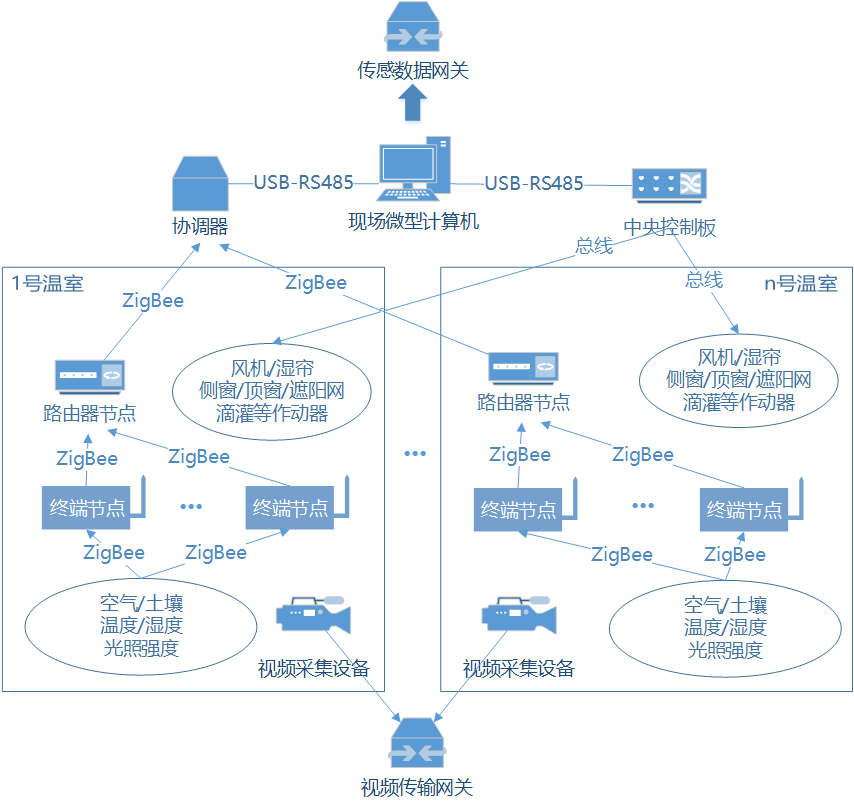 传感数据网关
USB-RS485
USB-RS485
协调器
现场微型计算机
中央控制板
总线
1号温室
ZigBee
ZigBee
总线
n号温室
路由器节点
风机/湿帘
侧窗/顶窗/遮阳网
滴灌等作动器
路由器节点
风机/湿帘
侧窗/顶窗/遮阳网
滴灌等作动器
ZigBee
ZigBee
...
ZigBee
ZigBee
终端节点
...
终端节点
终端节点
...
终端节点
ZigBee
ZigBee
ZigBee
ZigBee
空气/土壤
温度/湿度
光照强度
视频采集设备
视频采集设备
空气/土壤
温度/湿度
光照强度
视频传输网关